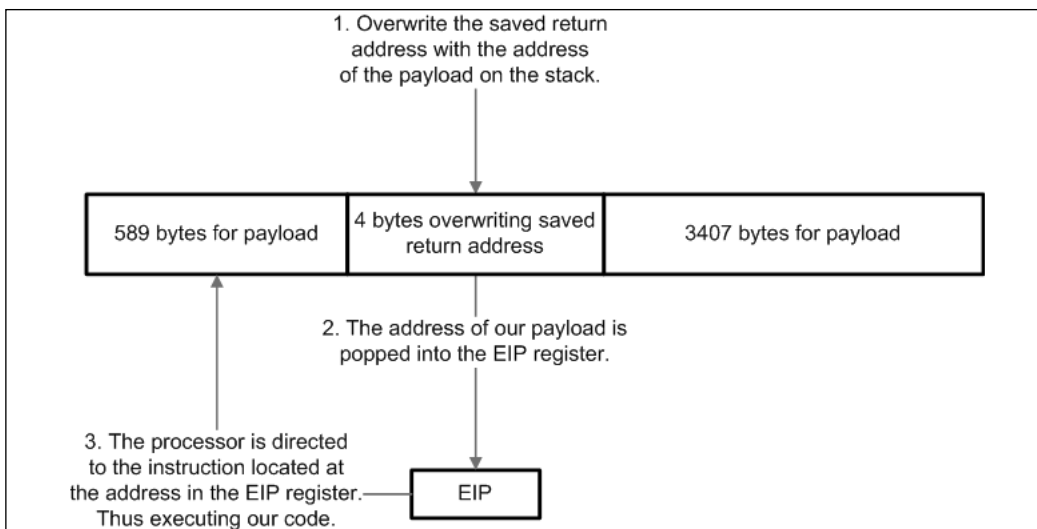 1. Overwrite the saved return
address with the address
of the payload on the stack.
589 bytes for payload
4 bytes overwriting saved
return address
3407 bytes for payload
2. The address of our payload is
popped into the EIP register.
3. The processor is directed
to the instruction located at
the address in the EIP register.
Thus executing our code.
EIP